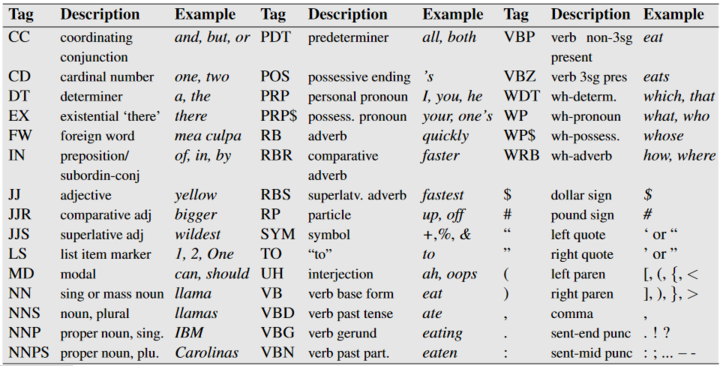 Tag Description Example Tag Description Example Tag Description Example
CC coordinating conjunction and, but, or PDT predeterminer all, both VBP verb non-3sg present eat
CD cardinal number one, two POS possessive ending 's VBZ verb 3sg pres eats
DT determiner a, the PRP personal pronoun I, you, he WDT wh-determ. which, that
EX existential ‘there’ there PRP$ possess. pronoun your, one’s WP wh-pronoun what, who
FW foreign word mea culpa RB adverb quickly WP$ wh-possess. whose
IN preposition/ subordin-conj of, in, by RBR comparative adverb faster WRB wh-adverb how, where
JJ adjective yellow RBS superlatv. adverb fastest $ dollar sign $
JJR comparative adj bigger RP particle up, off # pound sign #
JJS superlative adj wildest SYM symbol +,%, & “ left quote ‘ or “
LS list item marker 1, 2, One TO “to” to ” right quote ’ or ”
MD modal can, should UH interjection ah, oops ( left paren [, (, {, <
NN sing or mass noun llama VB verb base form eat ) right paren ], ), }, >
NNS noun, plural llamas VBD verb past tense ate , comma ,
NNP proper noun, sing. IBM VBG verb gerund eating . sent-end punc . ! ?
NNPS proper noun, plu. Carolinas VBN verb past part. eaten : sent-mid punc : ; ... – -